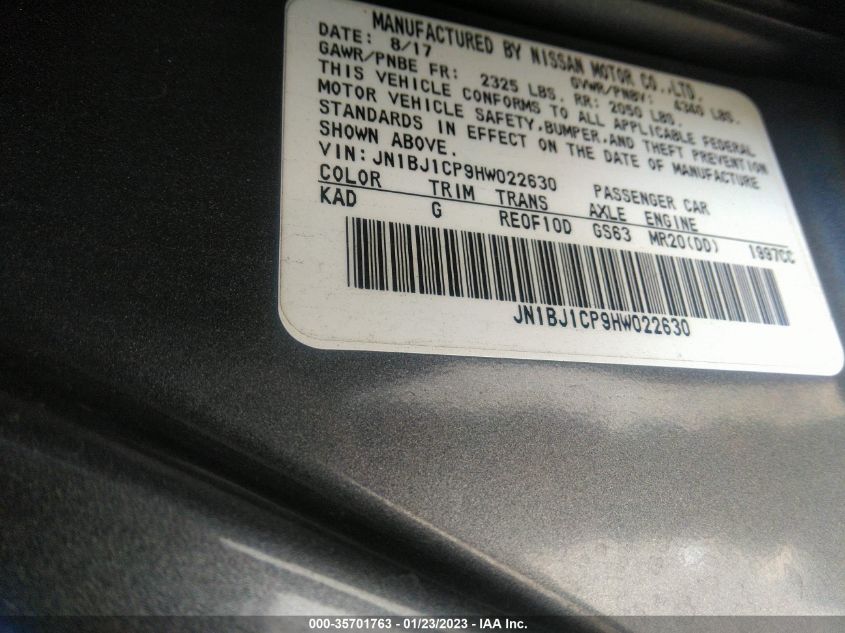 MANUFACTURED BY NISSAN MOTOR CO.,LTD.
DATE: 8/17 GVWR/PNBV: 4340 LBS.
GAWR/PNBE FR: 2325 LBS. RR: 2050 LBS.
THIS VEHICLE CONFORMS TO ALL APPLICABLE FEDERAL
MOTOR VEHICLE SAFETY,BUMPER,AND THEFT PREVENTION
STANDARDS IN EFFECT ON THE DATE OF MANUFACTURE
SHOWN ABOVE.
VIN:JN1BJ1CP9HW022630 PASSENGER CAR
COLOR TRIM TRANS AXLE ENGINE
KAD G RE0F10D GS63 MR20(DD) 1997CC
JN1BJ1CP9HW022630
000-35701763 - 01/23/2023 - IAA Inc.